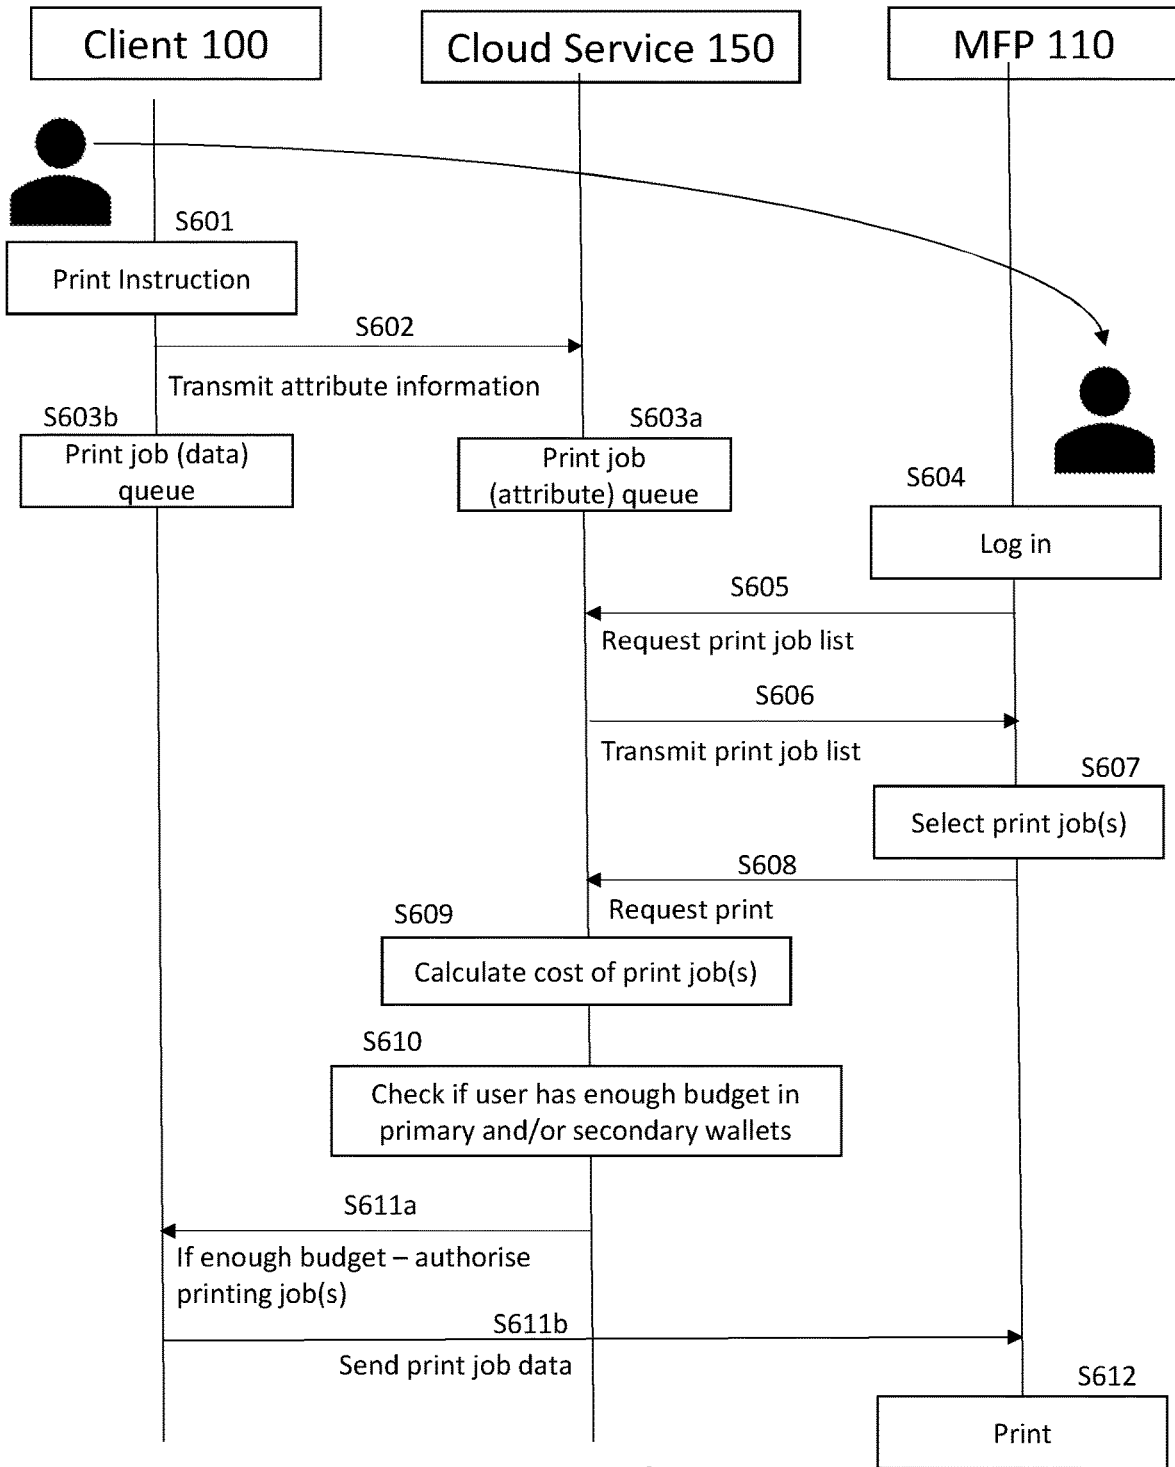 Client 100
Cloud Service 150
MFP 110
S601
Print Instruction
S602
Transmit attribute information
S603b
Print job (data)
queue
S603a
Print job
(attribute) queue
S604
Log in
S605
Request print job list
S606
Transmit print job list
S607
Select print job(s)
S608
Request print
S609
Calculate cost of print job(s)
S610
Check if user has enough budget in
primary and/or secondary wallets
S611a
If enough budget – authorise
printing job(s)
S611b
Send print job data
S612
Print